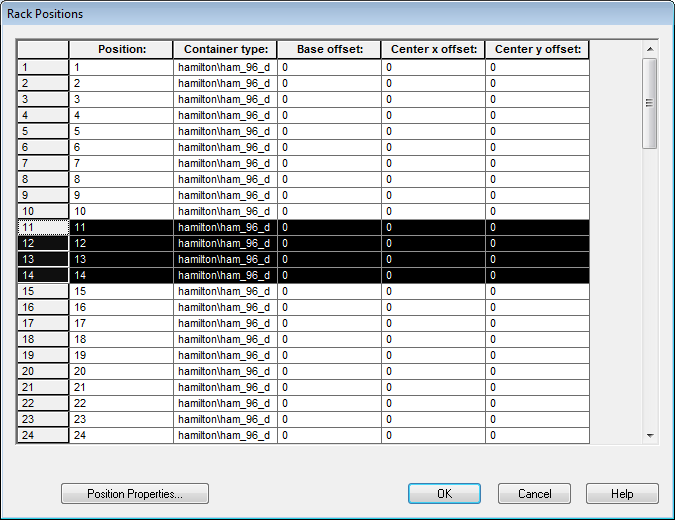 Rack Positions
Position: Container type: Base offset: Center x offset: Center y offset:
1 1 hamilton\ham_96_d 0 0 0
2 2 hamilton\ham_96_d 0 0 0
3 3 hamilton\ham_96_d 0 0 0
4 4 hamilton\ham_96_d 0 0 0
5 5 hamilton\ham_96_d 0 0 0
6 6 hamilton\ham_96_d 0 0 0
7 7 hamilton\ham_96_d 0 0 0
8 8 hamilton\ham_96_d 0 0 0
9 9 hamilton\ham_96_d 0 0 0
10 10 hamilton\ham_96_d 0 0 0
11 11 hamilton\ham_96_d 0 0 0
12 12 hamilton\ham_96_d 0 0 0
13 13 hamilton\ham_96_d 0 0 0
14 14 hamilton\ham_96_d 0 0 0
15 15 hamilton\ham_96_d 0 0 0
16 16 hamilton\ham_96_d 0 0 0
17 17 hamilton\ham_96_d 0 0 0
18 18 hamilton\ham_96_d 0 0 0
19 19 hamilton\ham_96_d 0 0 0
20 20 hamilton\ham_96_d 0 0 0
21 21 hamilton\ham_96_d 0 0 0
22 22 hamilton\ham_96_d 0 0 0
23 23 hamilton\ham_96_d 0 0 0
24 24 hamilton\ham_96_d 0 0 0
Position Properties... OK Cancel Help